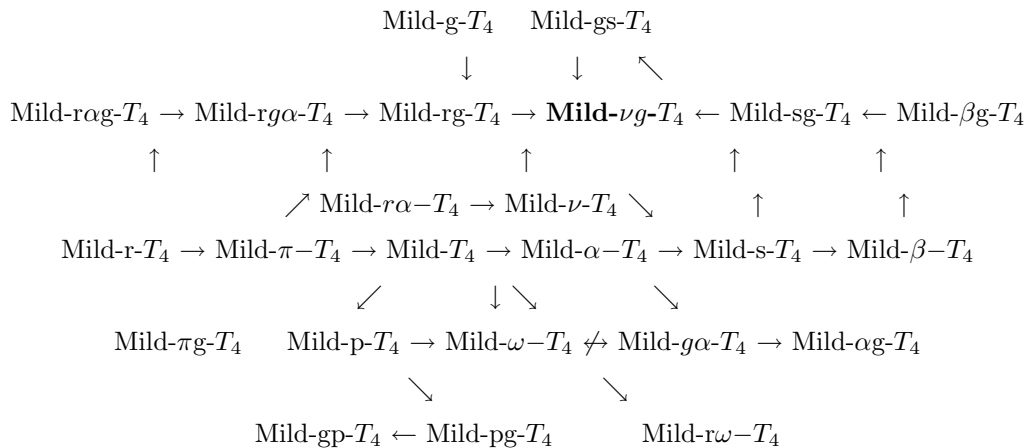 Mild-g-T₄ Mild-gs-T₄
↓ ↓ ↖
Mild-rαg-T₄ → Mild-rgα-T₄ → Mild-rg-T₄ → Mild-νg-T₄ ← Mild-sg-T₄ ← Mild-βg-T₄
↑ ↑ ↑ ↑ ↑
↗ Mild-rα−T₄ → Mild-ν-T₄ ↘ ↑ ↑
Mild-r-T₄ → Mild-π−T₄ → Mild-T₄ → Mild-α−T₄ → Mild-s-T₄ → Mild-β−T₄
↙ ↓ ↘ ↘
Mild-πg-T₄ Mild-p-T₄ → Mild-ω−T₄ ↮ Mild-gα-T₄ → Mild-αg-T₄
↘ ↘
Mild-gp-T₄ ← Mild-pg-T₄ Mild-rω−T₄